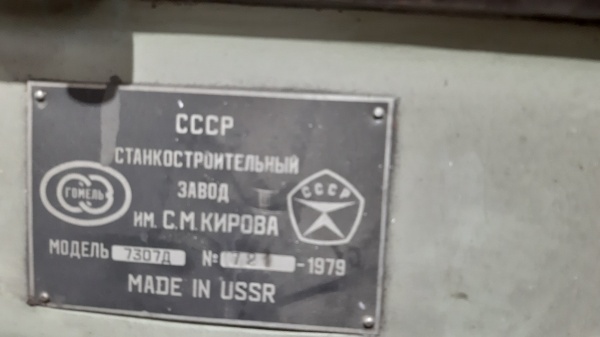 СССР
СТАНКОСТРОИТЕЛЬНЫЙ
ЗАВОД
ИМ. С.М.КИРОВА
ГОМЕЛЬ
СССР
МОДЕЛЬ 7307Д № -1979
MADE IN USSR